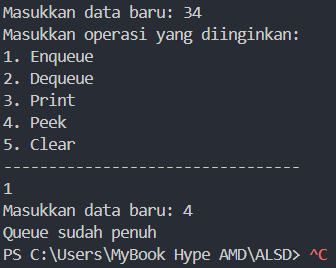 Masukkan data baru: 34
Masukkan operasi yang diinginkan:
1. Enqueue
2. Dequeue
3. Print
4. Peek
5. Clear
--------------------------------
1
Masukkan data baru: 4
Queue sudah penuh
PS C:\Users\MyBook Hype AMD\ALSD> ^C